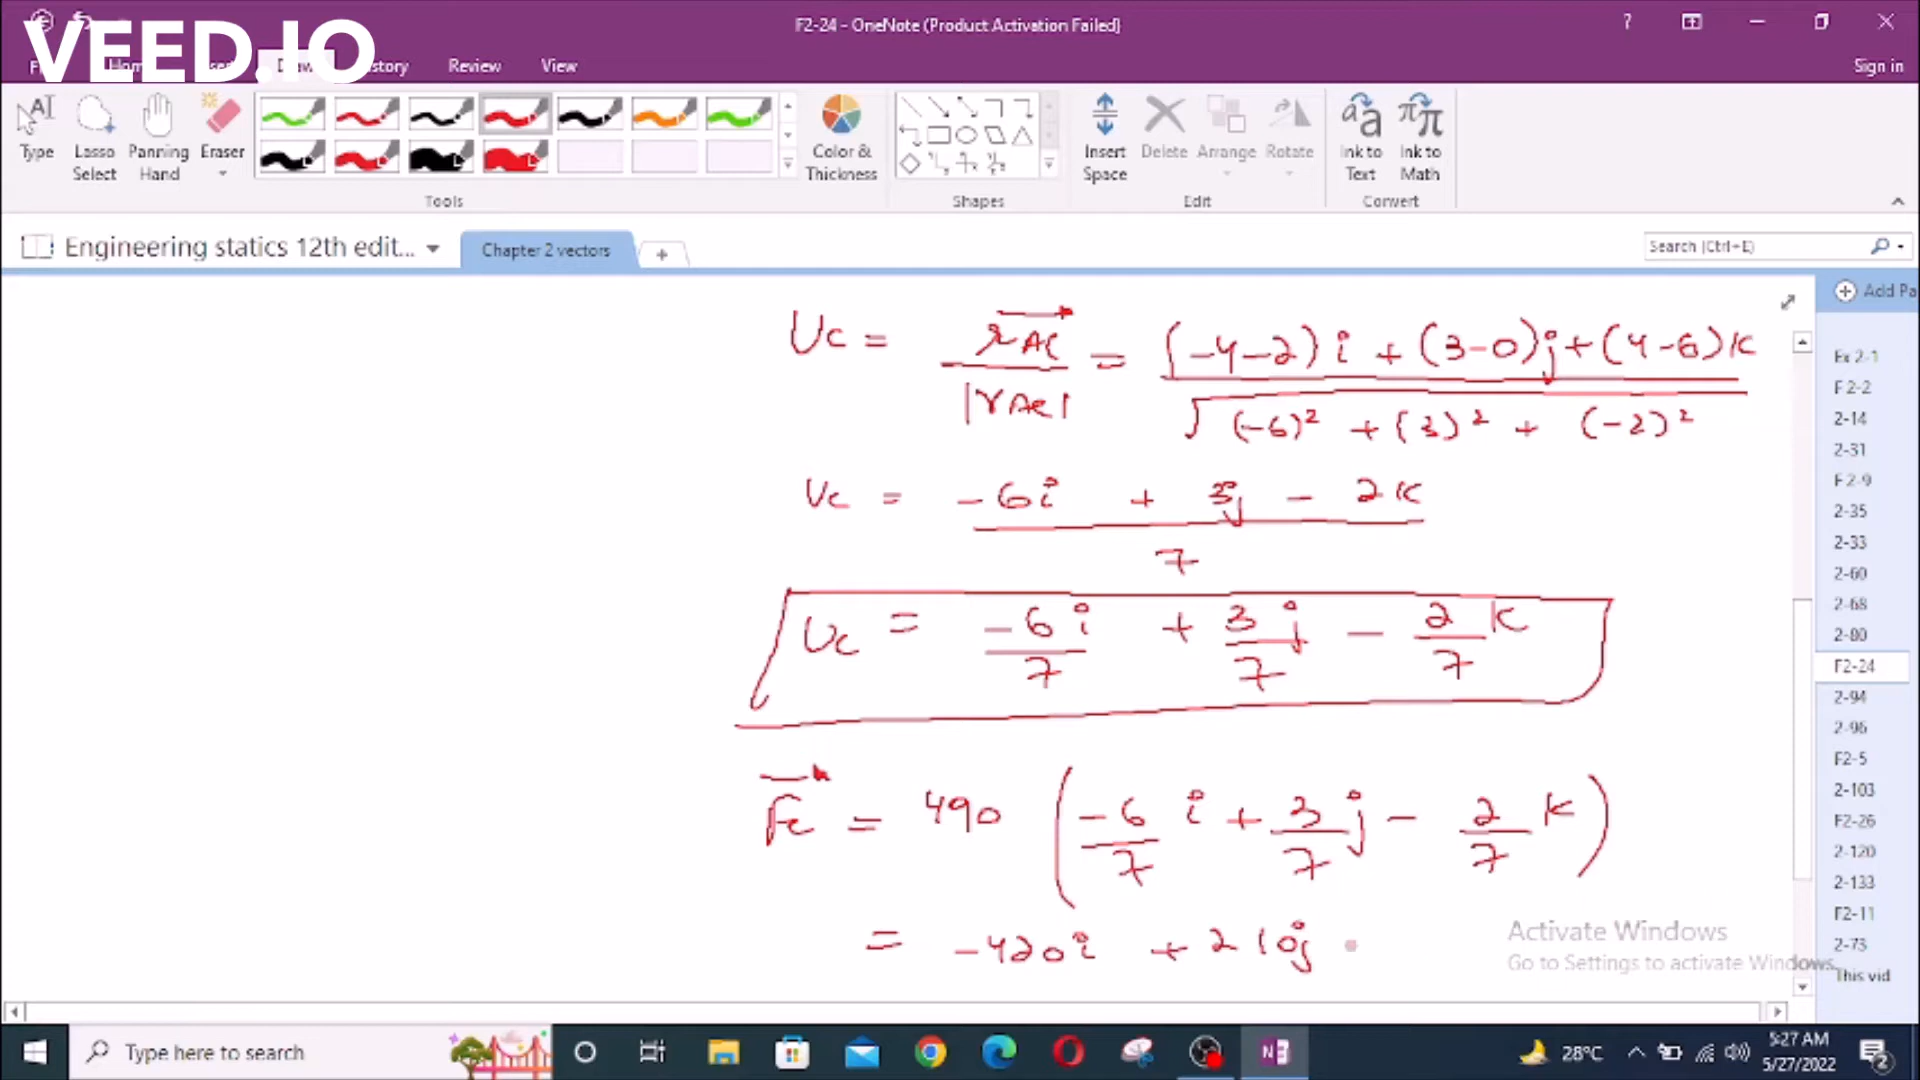 F2-24 - OneNote (Product Activation Failed)
VEED.IO
Review View
Sign in
Type
Lasso Select
Panning Hand
Eraser
Color & Thickness
Insert Space
Delete
Arrange
Rotate
Ink to Text
Ink to Math
Tools
Shapes
Edit
Convert
Engineering statics 12th edit...
Chapter 2 vectors
Search (Ctrl+E)
Add Pa
Uc = rAC / |rAC| = (-4-2)i + (3-0)j + (4-6)k / √(-6)² + (3)² + (-2)²
Uc = -6i + 3j - 2k / 7
Uc = -6/7 i + 3/7 j - 2/7 k
Fc = 490 (-6/7 i + 3/7 j - 2/7 k)
= -420i + 210j
Ex 2-1
F 2-2
2-14
2-31
F 2-9
2-35
2-33
2-60
2-68
2-80
F2-24
2-94
2-96
F2-5
2-103
F2-26
2-120
2-133
F2-11
2-73
This vid
Activate Windows
Go to Settings to activate Windows.
Type here to search
28°C
5:27 AM
5/27/2022
2